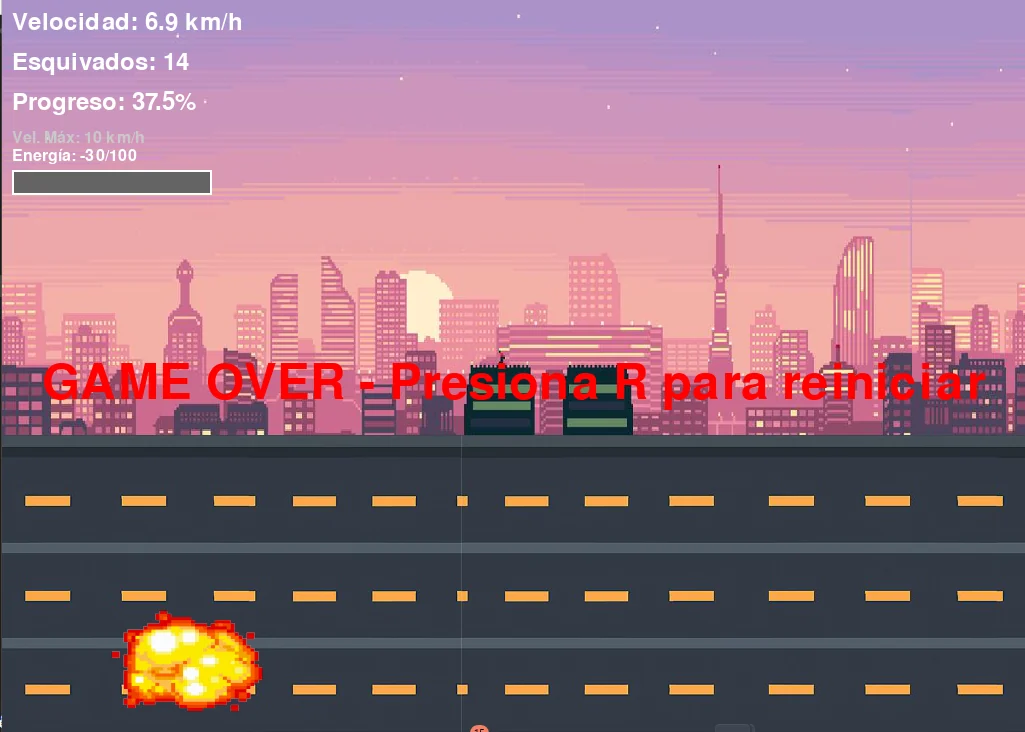 Velocidad: 6.9 km/h
Esquivados: 14
Progreso: 37.5%
Vel. Máx: 10 km/h
Energía: -30/100
GAME OVER - Presiona R para reiniciar